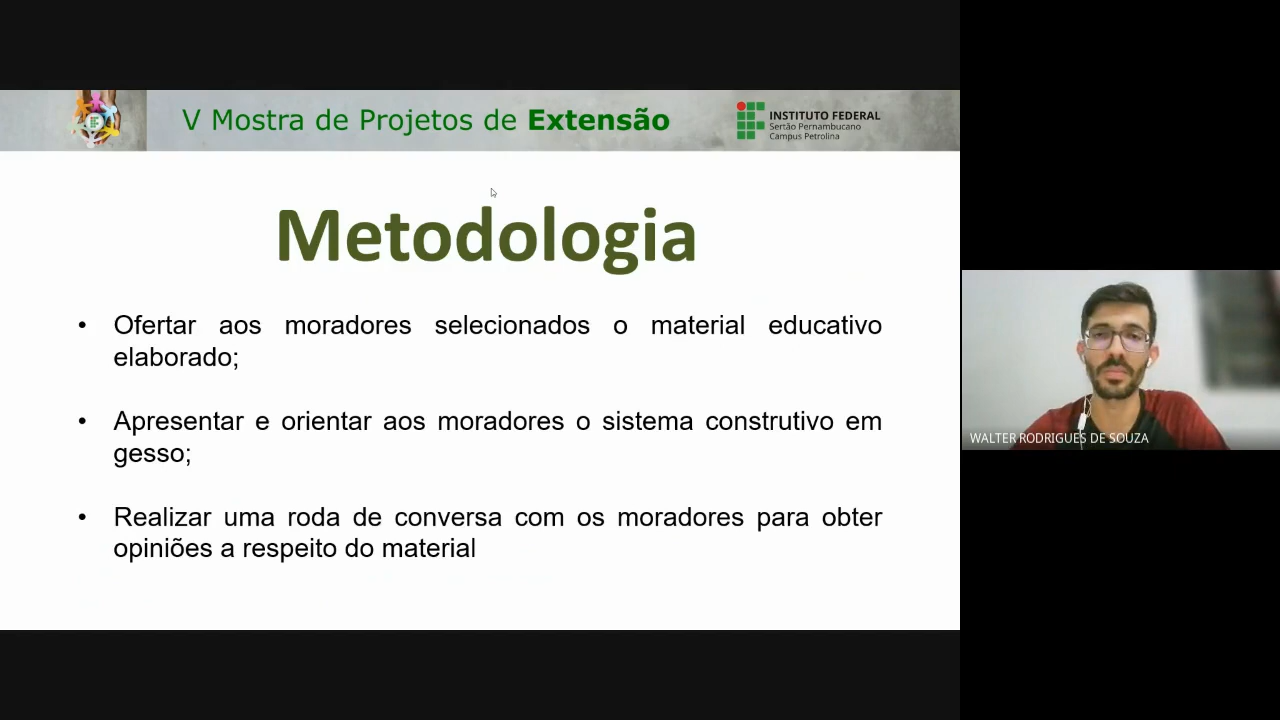 V Mostra de Projetos de Extensão
INSTITUTO FEDERAL
Sertão Pernambucano
Campus Petrolina
Metodologia
• Ofertar aos moradores selecionados o material educativo
elaborado;
• Apresentar e orientar aos moradores o sistema construtivo em
gesso;
• Realizar uma roda de conversa com os moradores para obter
opiniões a respeito do material
WALTER RODRIGUES DE SOUZA